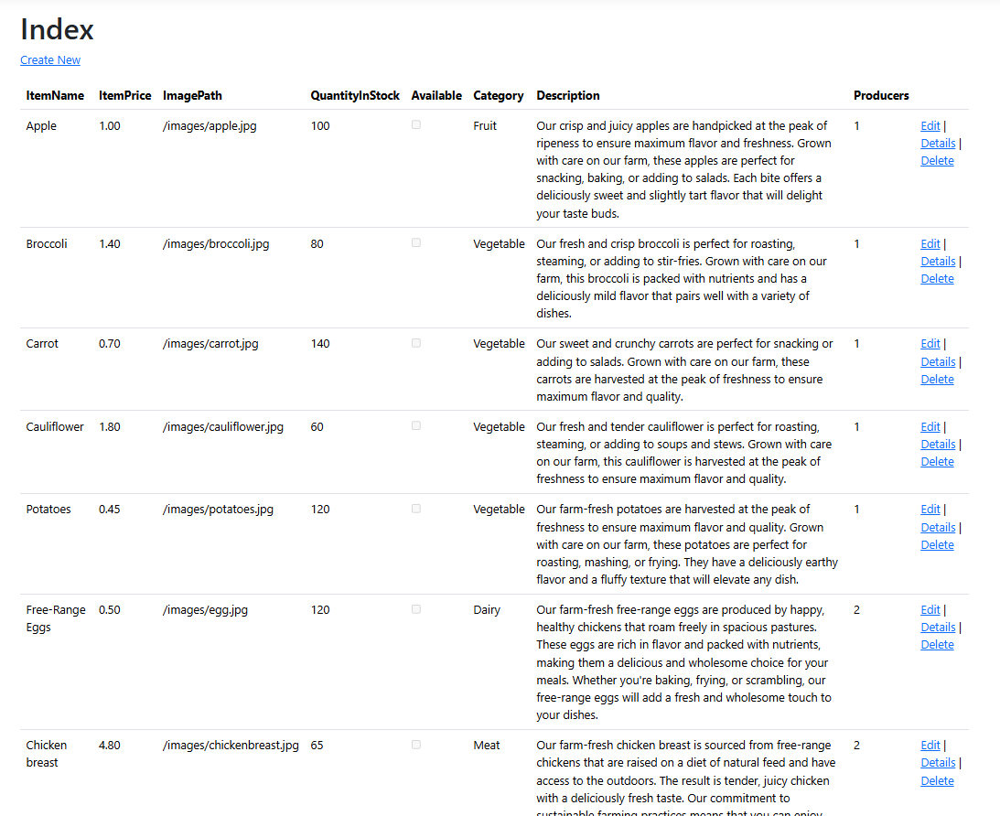 Index
Create New
ItemName ItemPrice ImagePath QuantityInStock Available Category Description Producers
Apple 1.00 /images/apple.jpg 100 Fruit Our crisp and juicy apples are handpicked at the peak of 1 Edit |
ripeness to ensure maximum flavor and freshness. Grown Details |
with care on our farm, these apples are perfect for Delete
snacking, baking, or adding to salads. Each bite offers a
deliciously sweet and slightly tart flavor that will delight
your taste buds.
Broccoli 1.40 /images/broccoli.jpg 80 Vegetable Our fresh and crisp broccoli is perfect for roasting, 1 Edit |
steaming, or adding to stir-fries. Grown with care on our Details |
farm, this broccoli is packed with nutrients and has a Delete
deliciously mild flavor that pairs well with a variety of
dishes.
Carrot 0.70 /images/carrot.jpg 140 Vegetable Our sweet and crunchy carrots are perfect for snacking or 1 Edit |
adding to salads. Grown with care on our farm, these Details |
carrots are harvested at the peak of freshness to ensure Delete
maximum flavor and quality.
Cauliflower 1.80 /images/cauliflower.jpg 60 Vegetable Our fresh and tender cauliflower is perfect for roasting, 1 Edit |
steaming, or adding to soups and stews. Grown with care Details |
on our farm, this cauliflower is harvested at the peak of Delete
freshness to ensure maximum flavor and quality.
Potatoes 0.45 /images/potatoes.jpg 120 Vegetable Our farm-fresh potatoes are harvested at the peak of 1 Edit |
freshness to ensure maximum flavor and quality. Grown Details |
with care on our farm, these potatoes are perfect for Delete
roasting, mashing, or frying. They have a deliciously earthy
flavor and a fluffy texture that will elevate any dish.
Free-Range 0.50 /images/egg.jpg 120 Dairy Our farm-fresh free-range eggs are produced by happy, 2 Edit |
Eggs healthy chickens that roam freely in spacious pastures. Details |
These eggs are rich in flavor and packed with nutrients, Delete
making them a delicious and wholesome choice for your
meals. Whether you're baking, frying, or scrambling, our
free-range eggs will add a fresh and wholesome touch to
your dishes.
Chicken 4.80 /images/chickenbreast.jpg 65 Meat Our farm-fresh chicken breast is sourced from free-range 2 Edit |
breast chickens that are raised on a diet of natural feed and have Details |
access to the outdoors. The result is tender, juicy chicken Delete
with a deliciously fresh taste. Our commitment to
sustainable farming practices means that you can enjoy